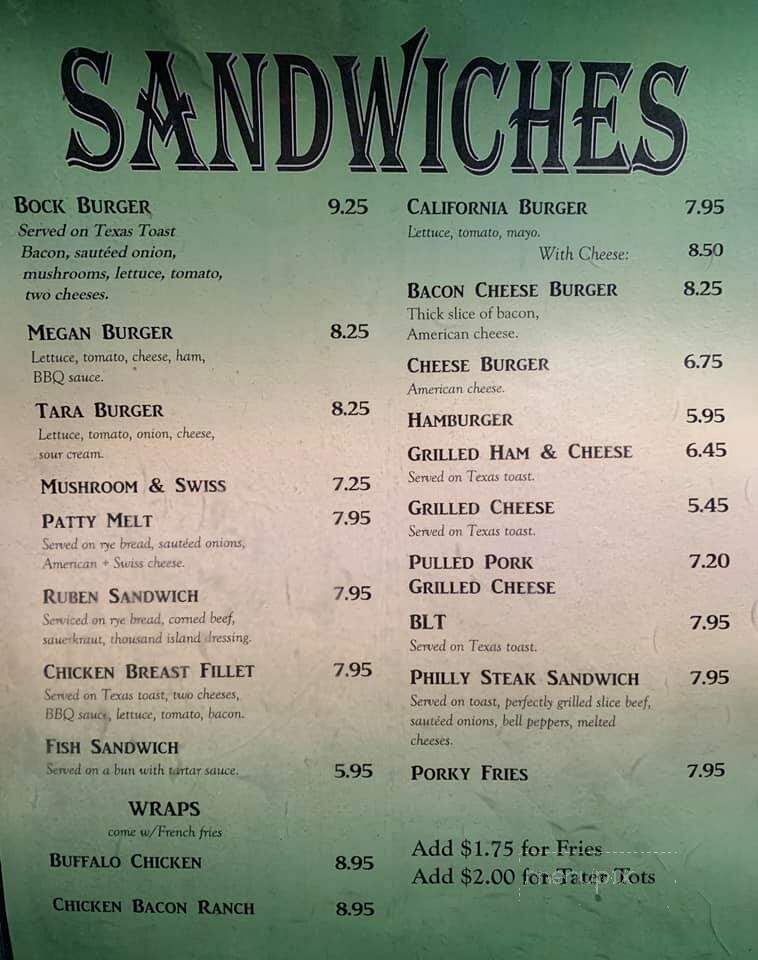 SANDWICHES
BOCK BURGER 9.25
Served on Texas Toast
Bacon, sautéed onion,
mushrooms, lettuce, tomato,
two cheeses.
MEGAN BURGER 8.25
Lettuce, tomato, cheese, ham,
BBQ sauce.
TARA BURGER 8.25
Lettuce, tomato, onion, cheese,
sour cream.
MUSHROOM & SWISS 7.25
PATTY MELT 7.95
Served on rye bread, sautéed onions,
American + Swiss cheese.
RUBEN SANDWICH 7.95
Serviced on rye bread, corned beef,
sauerkraut, thousand island dressing.
CHICKEN BREAST FILLET 7.95
Served on Texas toast, two cheeses,
BBQ sauce, lettuce, tomato, bacon.
FISH SANDWICH
Served on a bun with tartar sauce. 5.95
WRAPS
come w/French fries
BUFFALO CHICKEN 8.95
CHICKEN BACON RANCH 8.95
CALIFORNIA BURGER 7.95
Lettuce, tomato, mayo.
With Cheese: 8.50
BACON CHEESE BURGER 8.25
Thick slice of bacon,
American cheese.
CHEESE BURGER 6.75
American cheese.
HAMBURGER 5.95
GRILLED HAM & CHEESE 6.45
Served on Texas toast.
GRILLED CHEESE 5.45
Served on Texas toast.
PULLED PORK 7.20
GRILLED CHEESE
BLT 7.95
Served on Texas toast.
PHILLY STEAK SANDWICH 7.95
Served on toast, perfectly grilled slice beef,
sautéed onions, bell peppers, melted
cheeses.
PORKY FRIES 7.95
Add $1.75 for Fries
Add $2.00 for Tater Tots